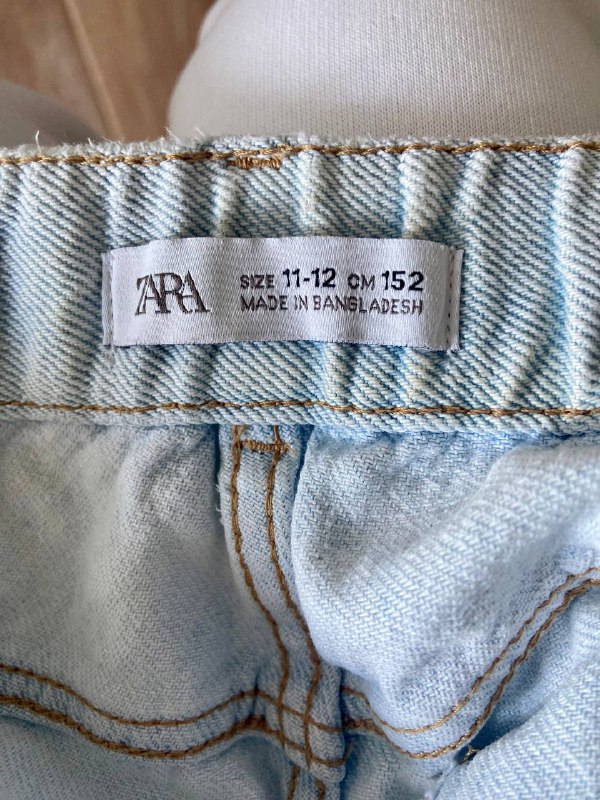 ZARA
SIZE 11-12 CM 152
MADE IN BANGLADESH